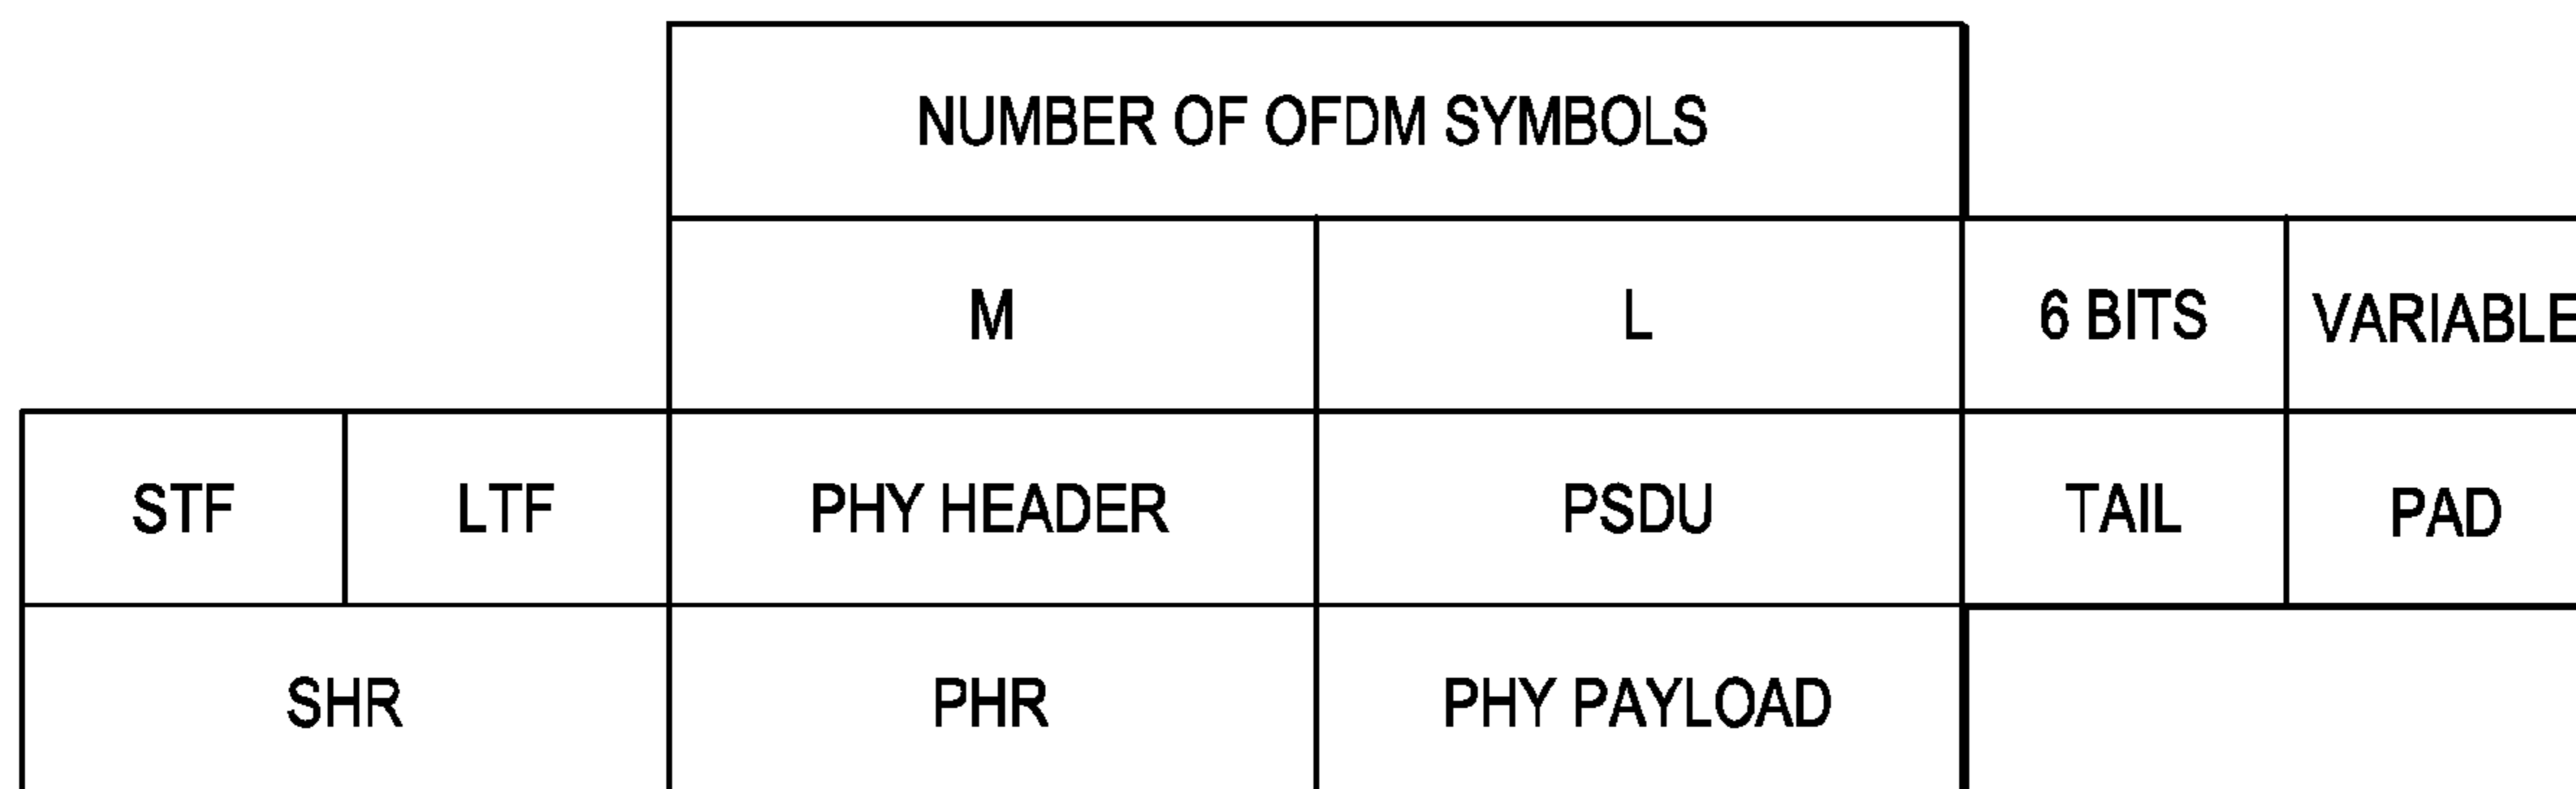 NUMBER OF OFDM SYMBOLS
M L 6 BITS VARIABLE
STF LTF PHY HEADER PSDU TAIL PAD
SHR PHR PHY PAYLOAD